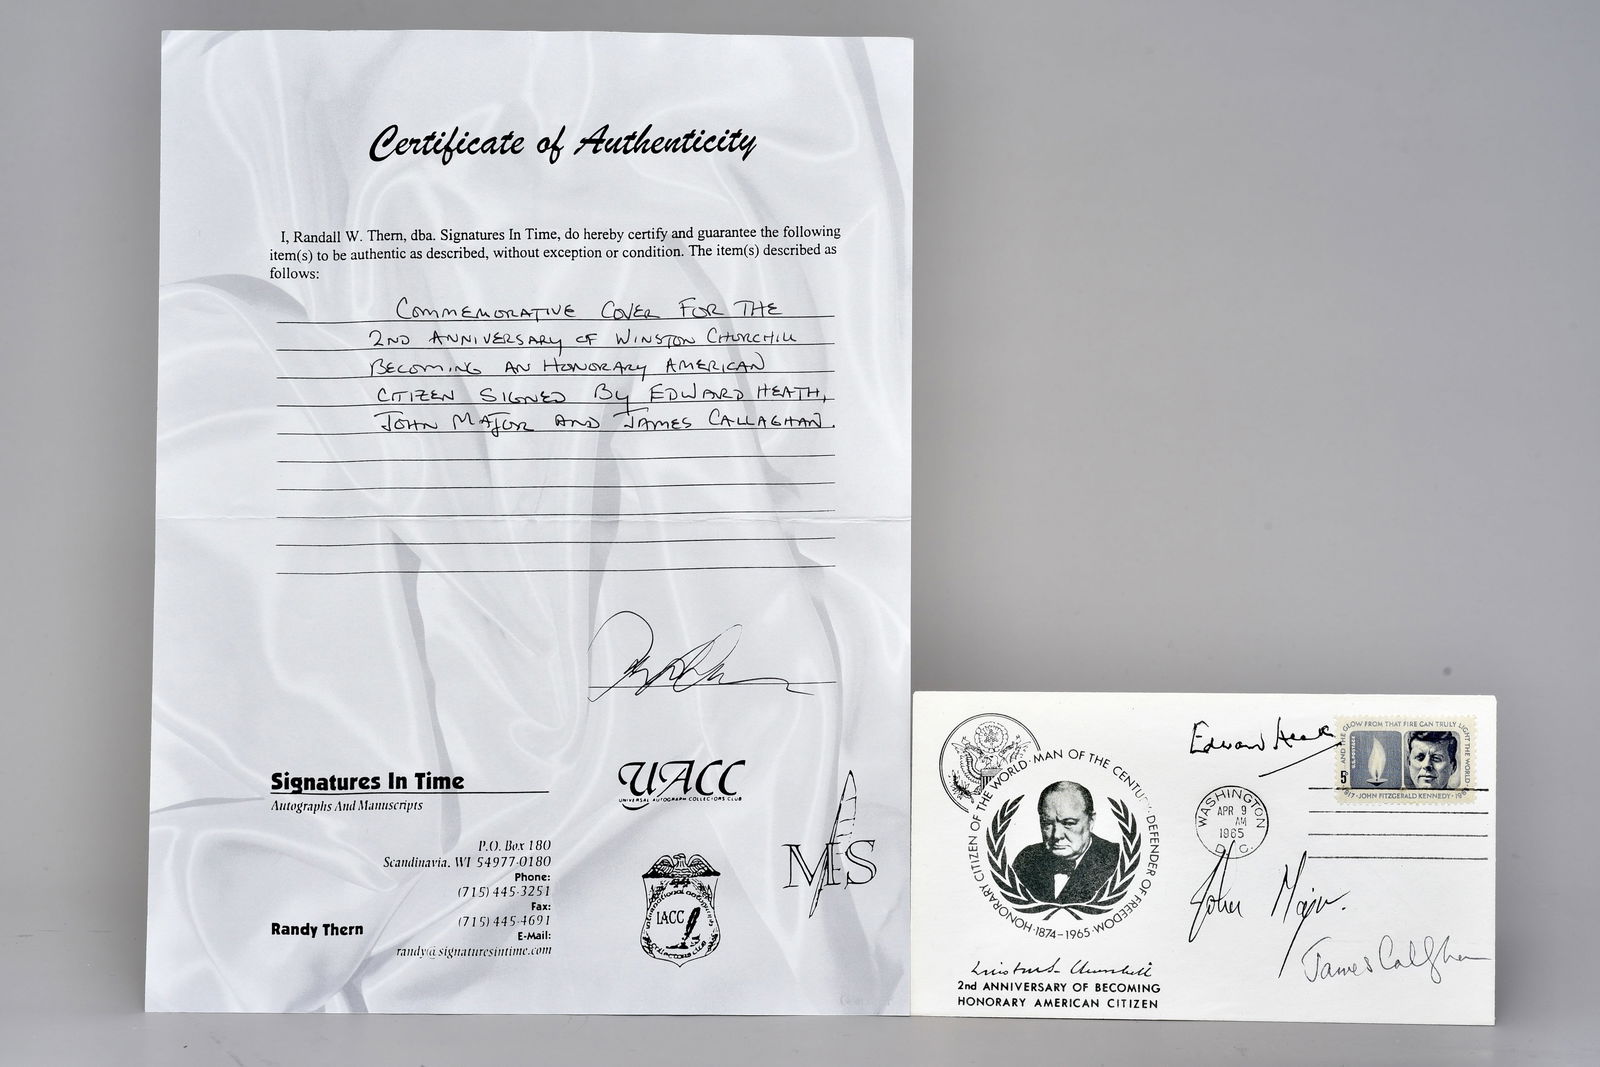 Certificate of Authenticity
I, Randall W. Thern, dba. Signatures In Time, do hereby certify and guarantee the following
item(s) to be authentic as described, without exception or condition. The item(s) described as
follows:
COMMEMORATIVE COVER FOR THE
2ND ANNIVERSARY OF WINSTON CHURCHILL
BECOMING AN HONORARY AMERICAN
CITIZEN SIGNED By EDWARD HEATH,
JOHN MAJOR AND JAMES CALLAGHAN.
Signatures In Time
Autographs And Manuscripts
P.O. Box 180
Scandinavia, WI 54977-0180
Phone:
(715) 445-3251
Fax:
(715) 445-4691
E-Mail:
randy@signaturesintime.com
Randy Thern
UACC
UNIVERSAL AUTOGRAPH COLLECTORS CLUB
IACC
MS
HONORARY CITIZEN OF THE WORLD·MAN OF THE CENTURY·DEFENDER OF FREEDOM·1874-1965·
Winston S. Churchill
2nd ANNIVERSARY OF BECOMING
HONORARY AMERICAN CITIZEN
Edward Heath
AND THE GLOW FROM THAT FIRE CAN TRULY LIGHT THE WORLD
5¢
JOHN FITZGERALD KENNEDY
WASHINGTON
APR 9
AM
1965
D. C.
John Major.
James Callaghan